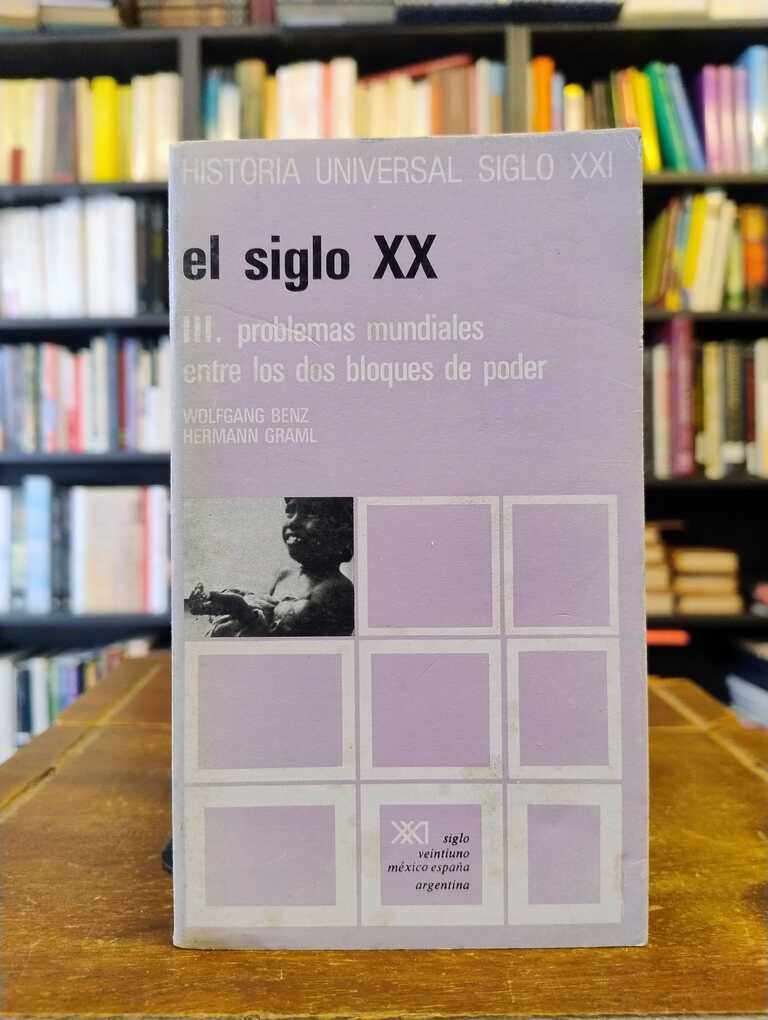 HISTORIA UNIVERSAL SIGLO XXI
el siglo XX
III. problemas mundiales
entre los dos bloques de poder
WOLFGANG BENZ
HERMANN GRAML
XXI
siglo
veintiuno
méxico españa
argentina